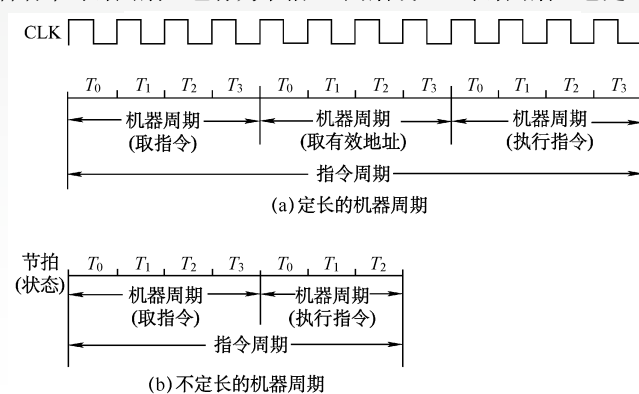 CLK
T0 T1 T2 T3 T0 T1 T2 T3 T0 T1 T2 T3
机器周期 机器周期 机器周期
(取指令) (取有效地址) (执行指令)
指令周期
(a)定长的机器周期
节拍 T0 T1 T2 T3 T0 T1 T2
(状态)
机器周期 机器周期
(取指令) (执行指令)
指令周期
(b)不定长的机器周期